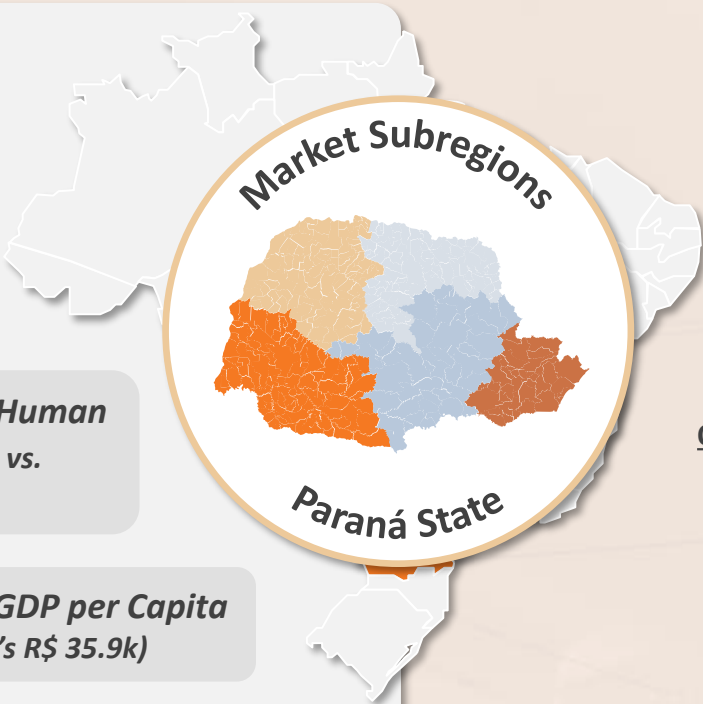 Market Subregions
Paraná State
Human
vs.
GDP per Capita
's R$ 35.9k)